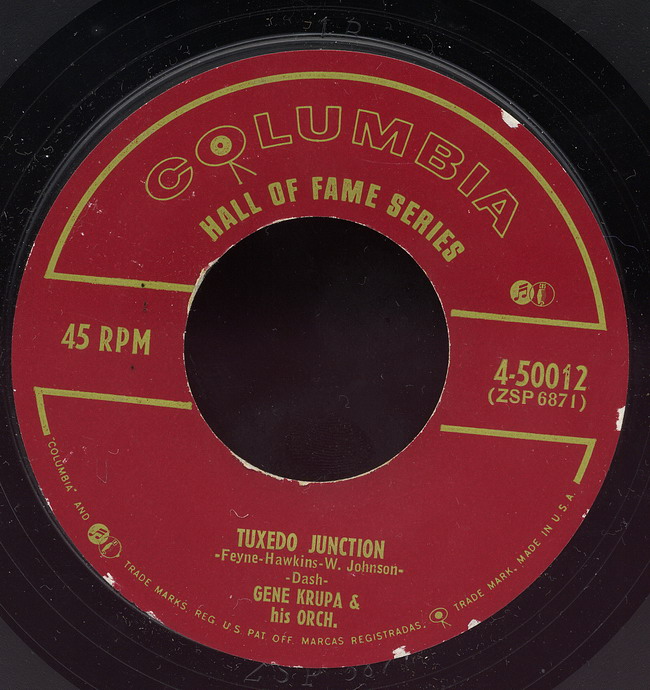 COLUMBIA
HALL OF FAME SERIES
45 RPM
4-50012
(ZSP 6871)
TUXEDO JUNCTION
-Feyne-Hawkins-W. Johnson-
-Dash-
GENE KRUPA &
his ORCH.
"COLUMBIA" AND TRADE MARKS REG. U.S. PAT. OFF. MARCAS REGISTRADAS. TRADE MARK. MADE IN U.S.A.